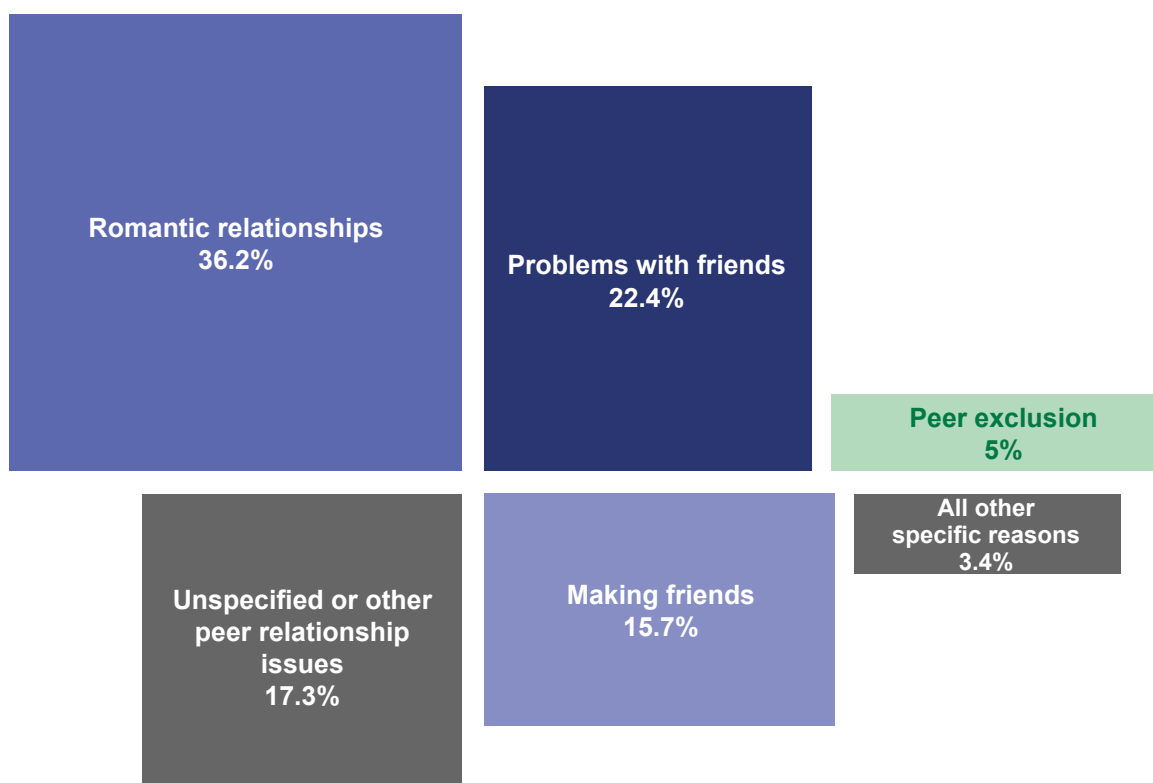 Romantic relationships
36.2%
Problems with friends
22.4%
Peer exclusion
5%
Unspecified or other
peer relationship
issues
17.3%
Making friends
15.7%
All other
specific reasons
3.4%